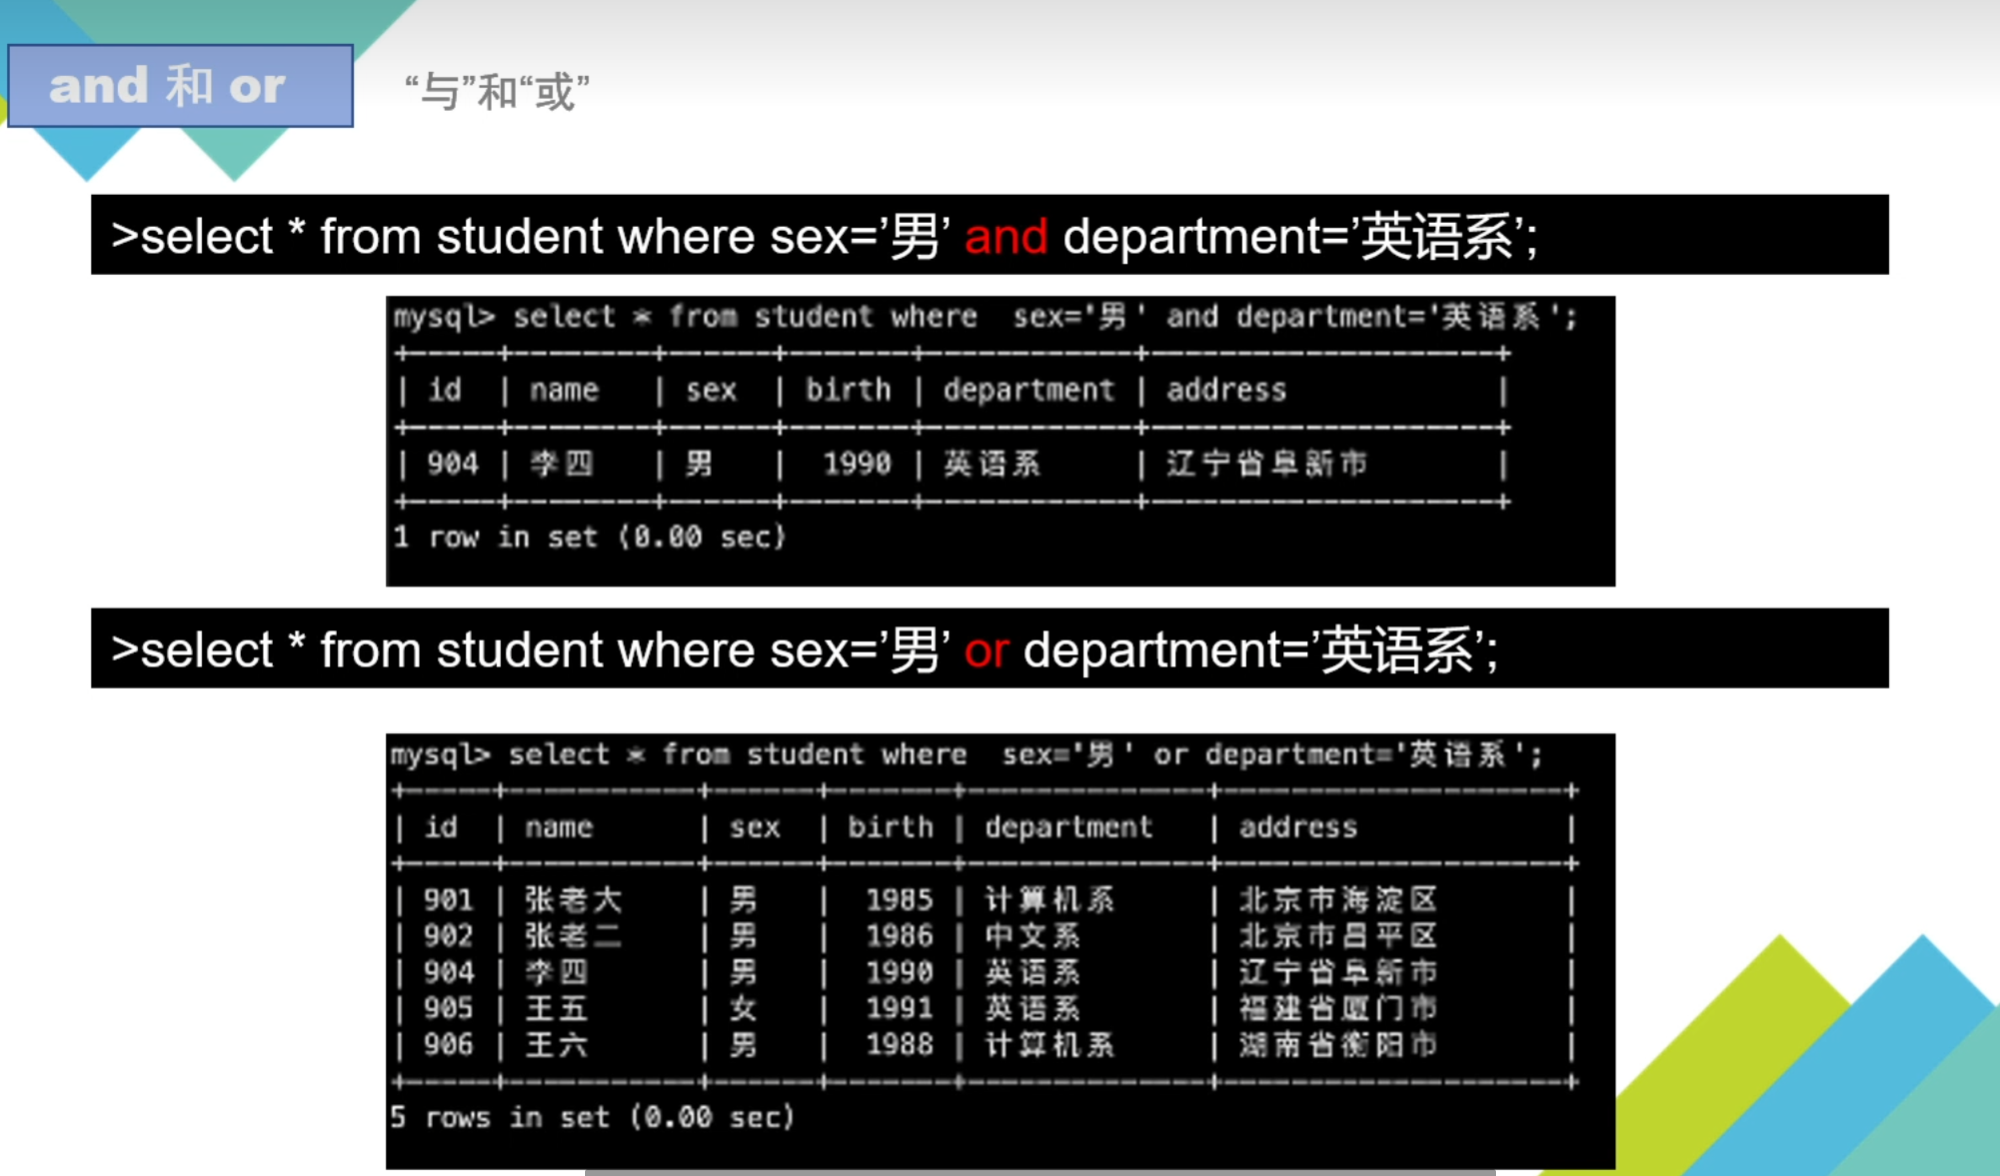 and 和 or
“与”和“或”
>select * from student where sex=’男’ and department=’英语系’;
mysql> select * from student where  sex='男' and department='英语系';
+-----+--------+------+-------+------------+--------------------+
| id  | name   | sex  | birth | department | address            |
+-----+--------+------+-------+------------+--------------------+
| 904 | 李四   | 男   |  1990 | 英语系     | 辽宁省阜新市       |
+-----+--------+------+-------+------------+--------------------+
1 row in set (0.00 sec)
>select * from student where sex=’男’ or department=’英语系’;
mysql> select * from student where  sex='男' or department='英语系';
+-----+-----------+------+-------+--------------+--------------------+
| id  | name      | sex  | birth | department   | address            |
+-----+-----------+------+-------+--------------+--------------------+
| 901 | 张老大    | 男   |  1985 | 计算机系     | 北京市海淀区       |
| 902 | 张老二    | 男   |  1986 | 中文系       | 北京市昌平区       |
| 904 | 李四      | 男   |  1990 | 英语系       | 辽宁省阜新市       |
| 905 | 王五      | 女   |  1991 | 英语系       | 福建省厦门市       |
| 906 | 王六      | 男   |  1988 | 计算机系     | 湖南省衡阳市       |
+-----+-----------+------+-------+--------------+--------------------+
5 rows in set (0.00 sec)